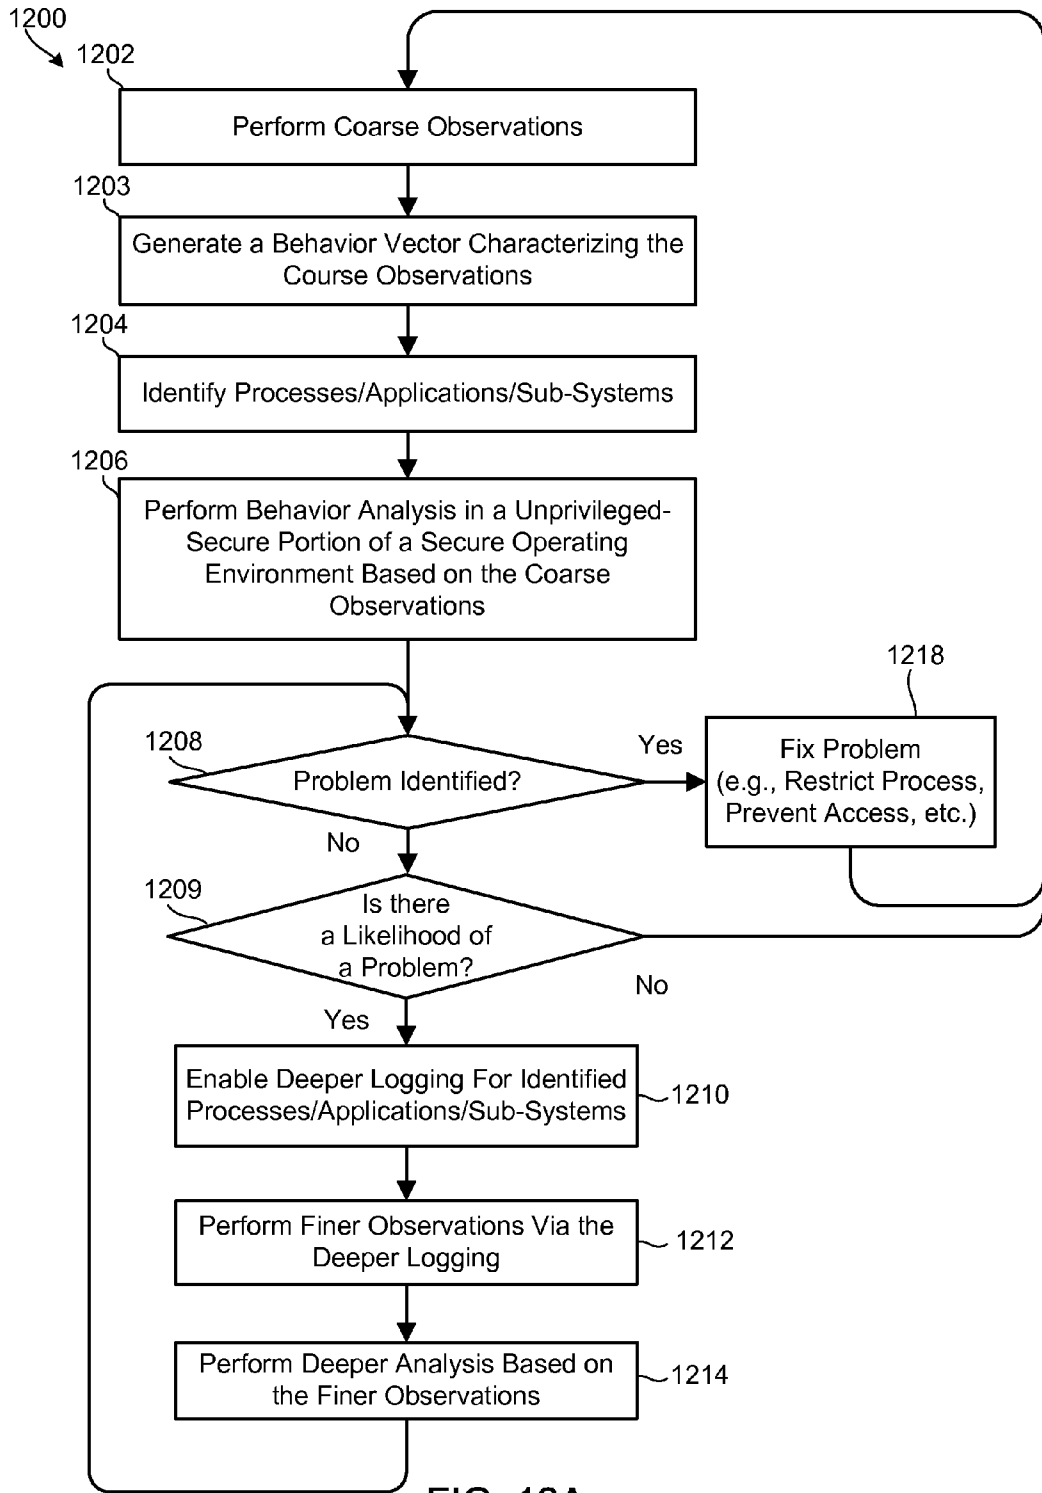 1200
1202
Perform Coarse Observations
1203
Generate a Behavior Vector Characterizing the
Course Observations
1204
Identify Processes/Applications/Sub-Systems
1206
Perform Behavior Analysis in a Unprivileged-
Secure Portion of a Secure Operating
Environment Based on the Coarse
Observations
1218
1208
Problem Identified?
Yes
Fix Problem
(e.g., Restrict Process,
Prevent Access, etc.)
No
1209
Is there
a Likelihood of
a Problem?
No
Yes
Enable Deeper Logging For Identified
Processes/Applications/Sub-Systems
1210
Perform Finer Observations Via the
Deeper Logging
1212
Perform Deeper Analysis Based on
the Finer Observations
1214